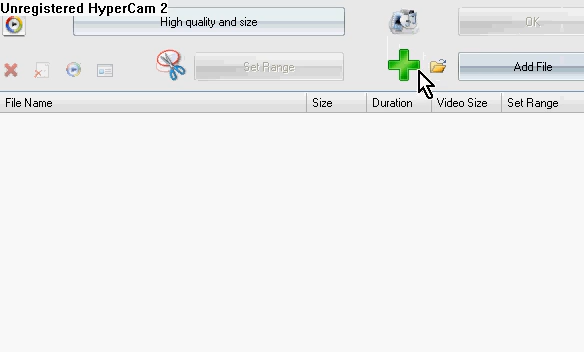 Unregistered HyperCam 2
High quality and size
OK
Set Range
Add File
File Name Size Duration Video Size Set Range